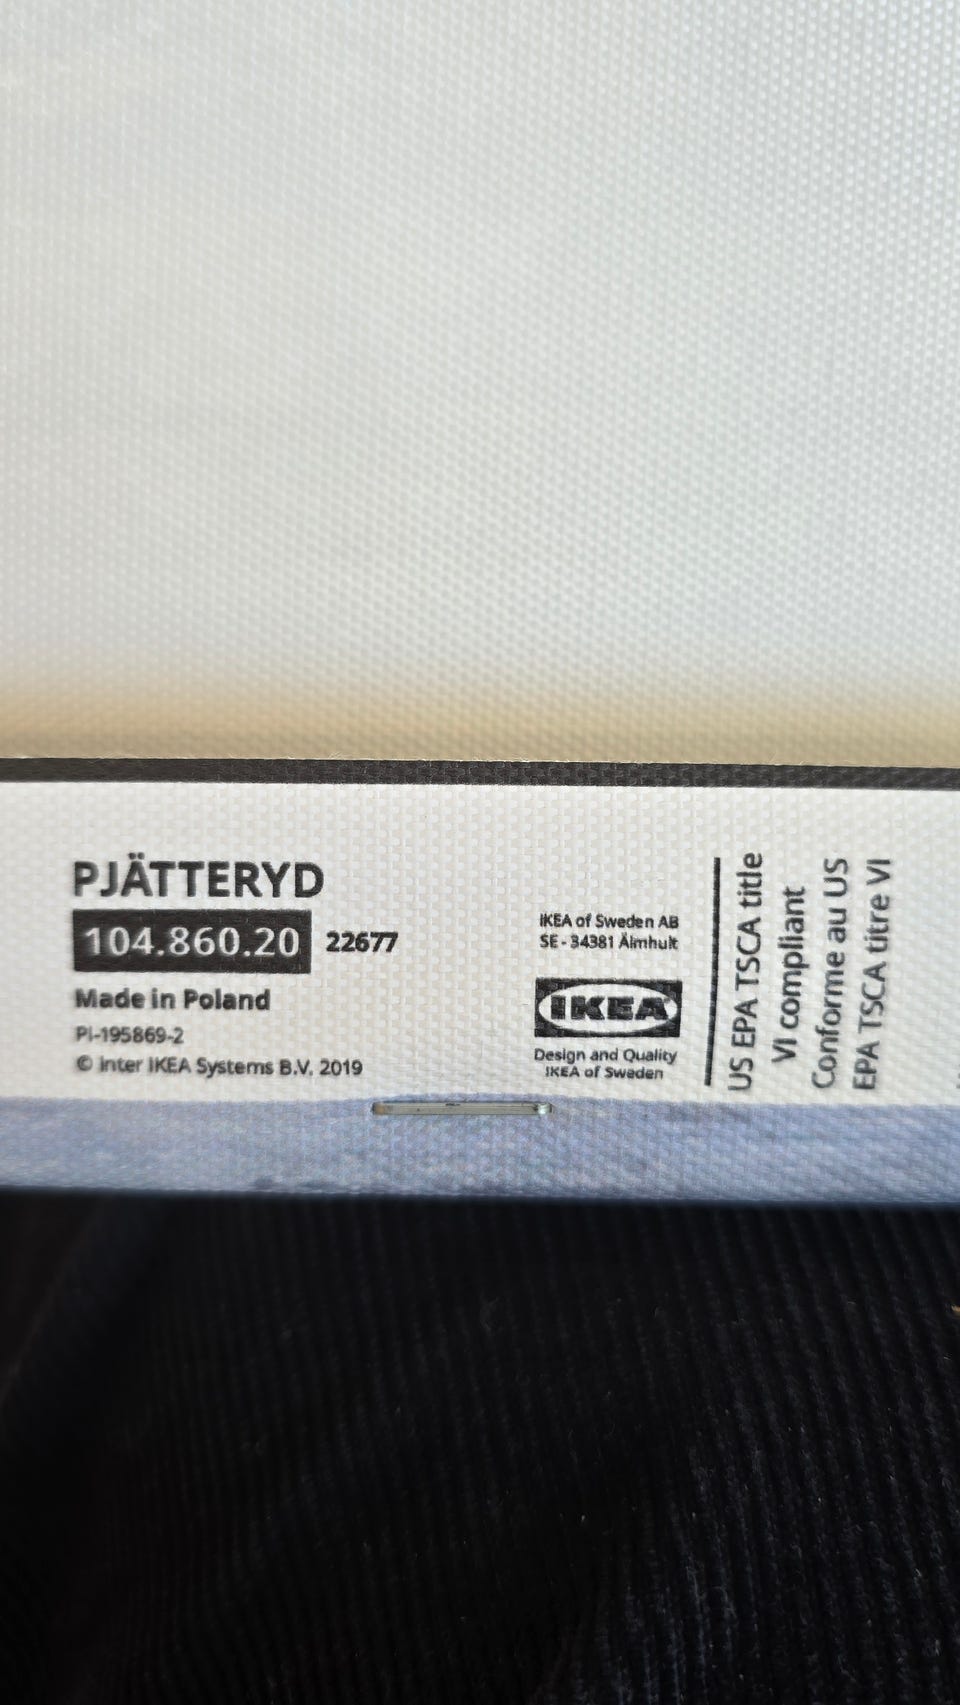 PJÄTTERYD
104.860.20 22677
Made in Poland
PI-195869-2
© Inter IKEA Systems B.V. 2019
IKEA of Sweden AB
SE - 34381 Älmhult
IKEA
Design and Quality
IKEA of Sweden
US EPA TSCA title
VI compliant
Conforme au US
EPA TSCA titre VI